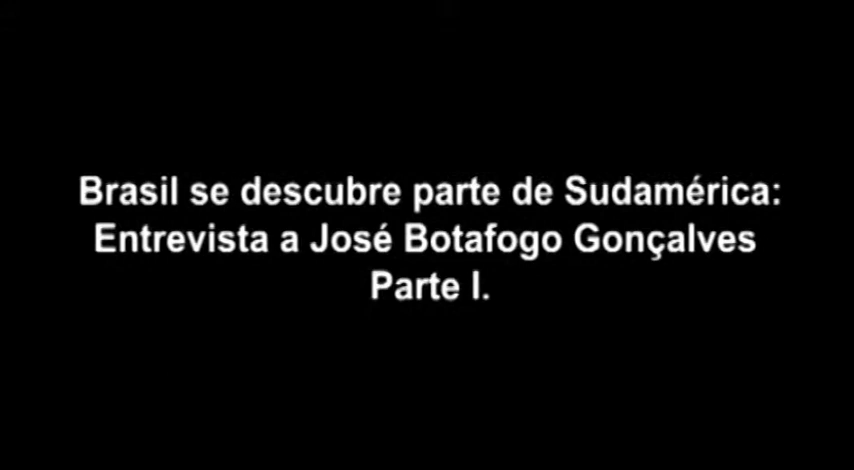 Brasil se descubre parte de Sudamérica:
Entrevista a José Botafogo Gonçalves
Parte I.